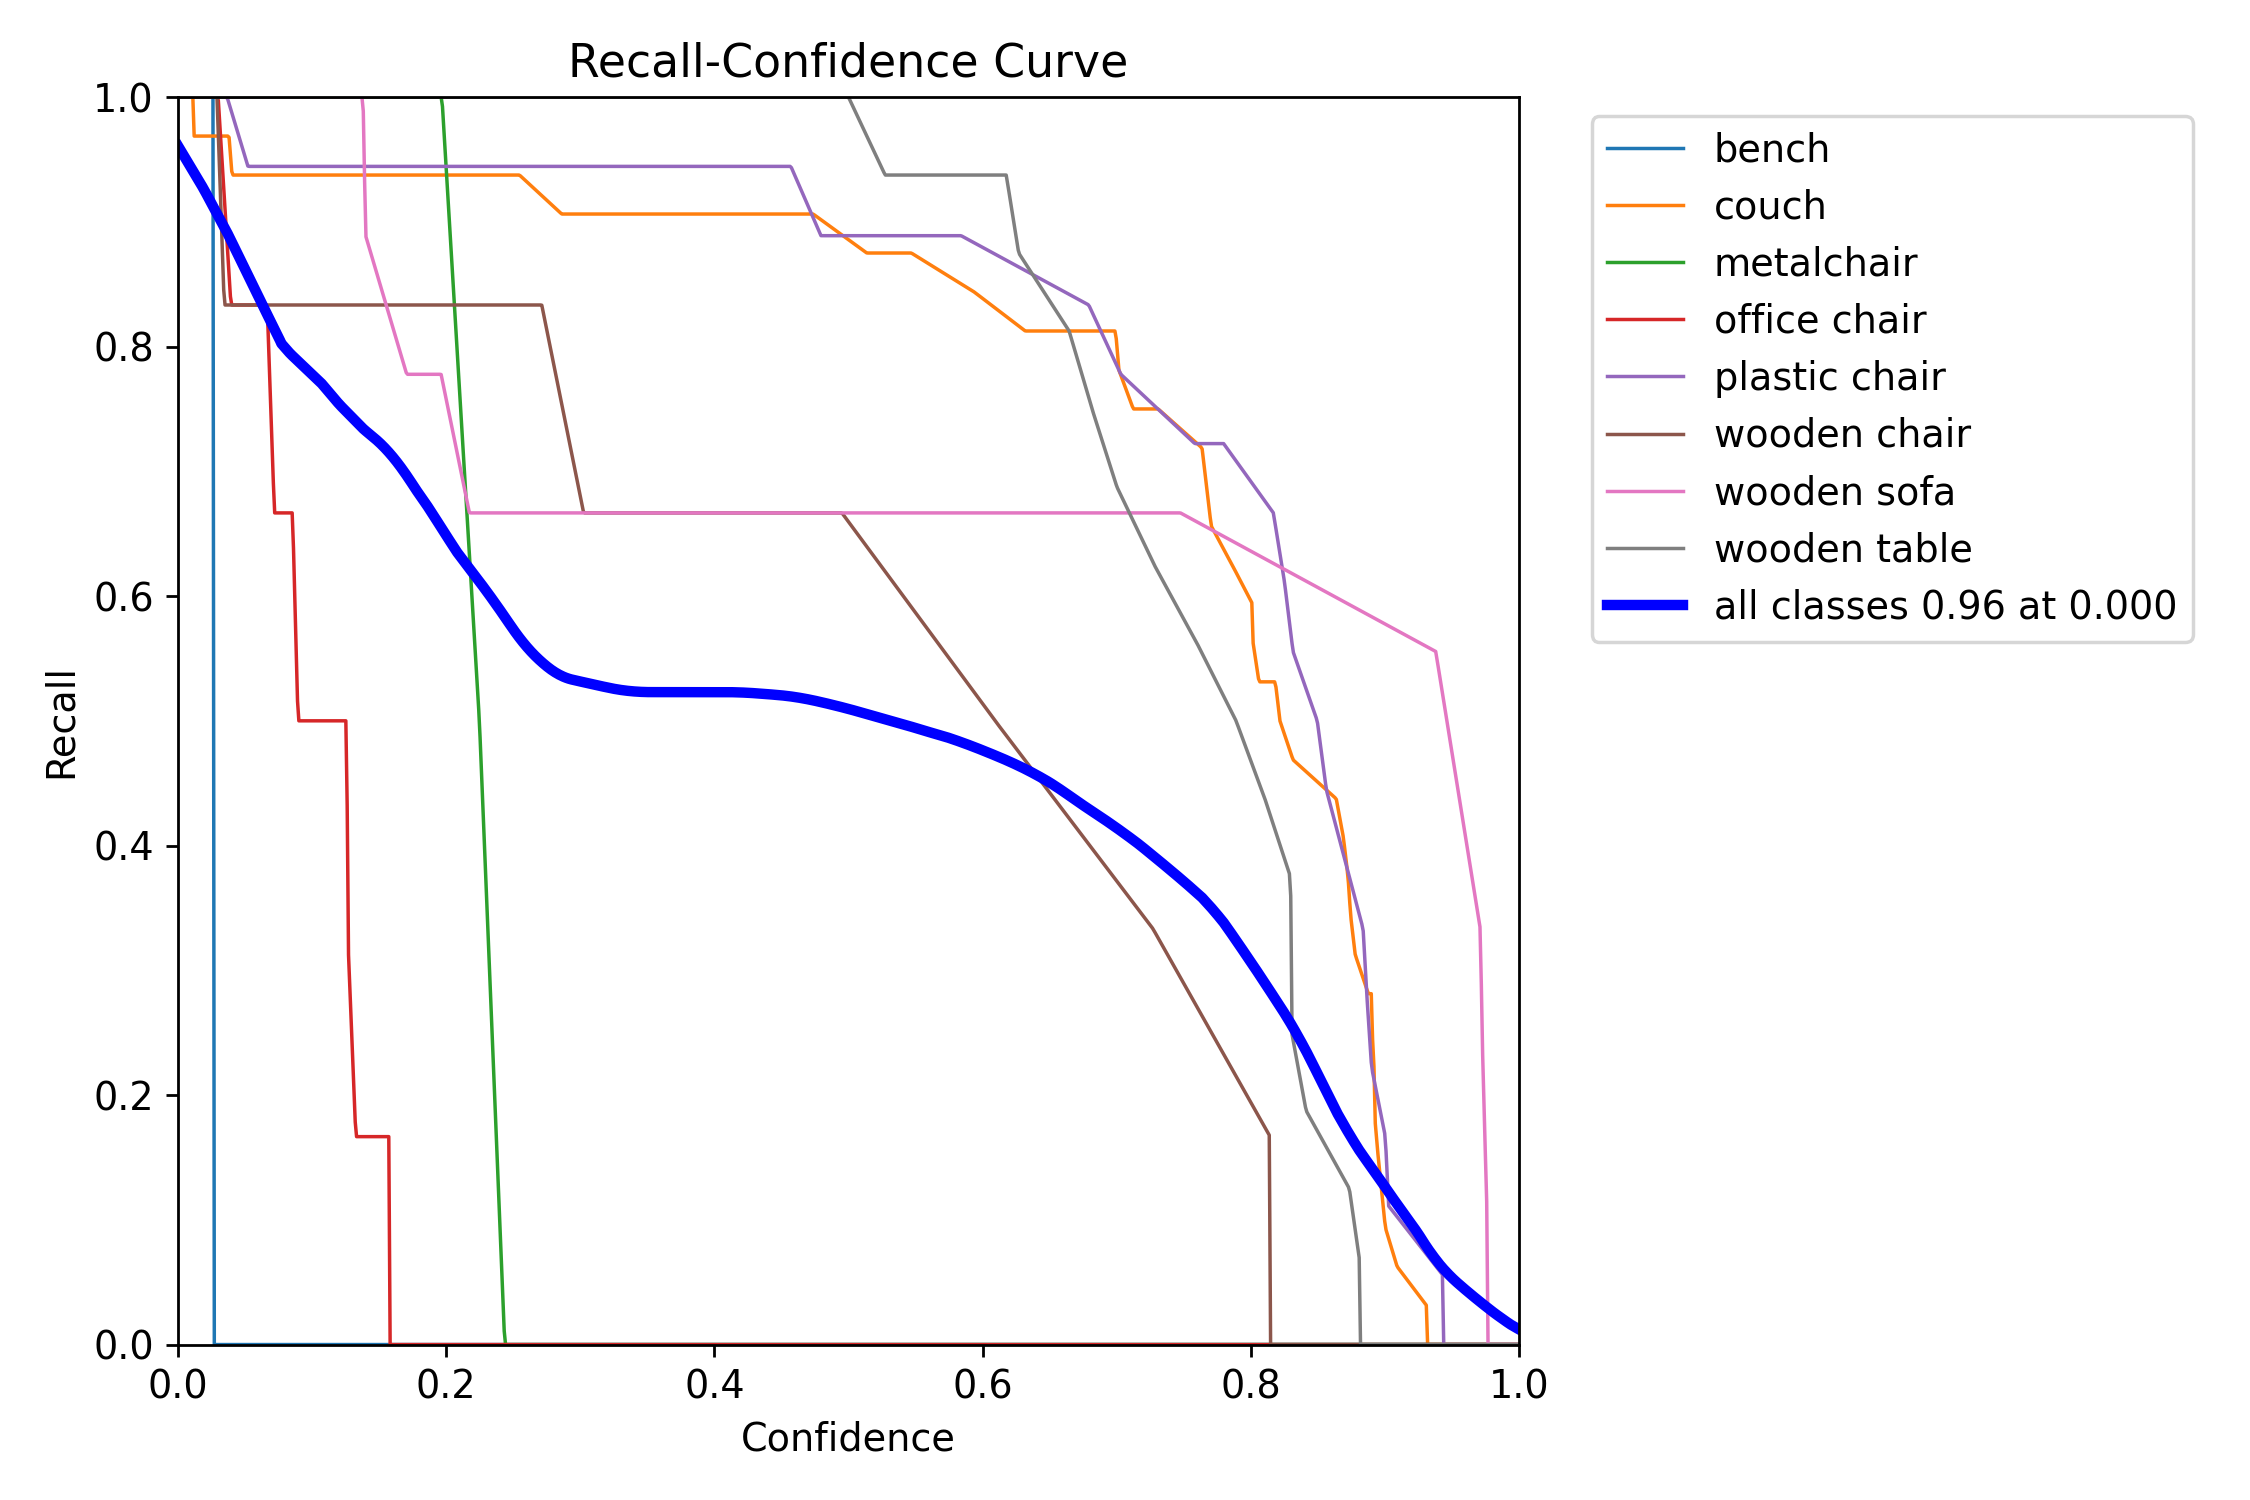 Recall-Confidence Curve
1.0
0.8
0.6
0.4
0.2
0.0
Recall
0.0 0.2 0.4 0.6 0.8 1.0
Confidence
bench
couch
metalchair
office chair
plastic chair
wooden chair
wooden sofa
wooden table
all classes 0.96 at 0.000